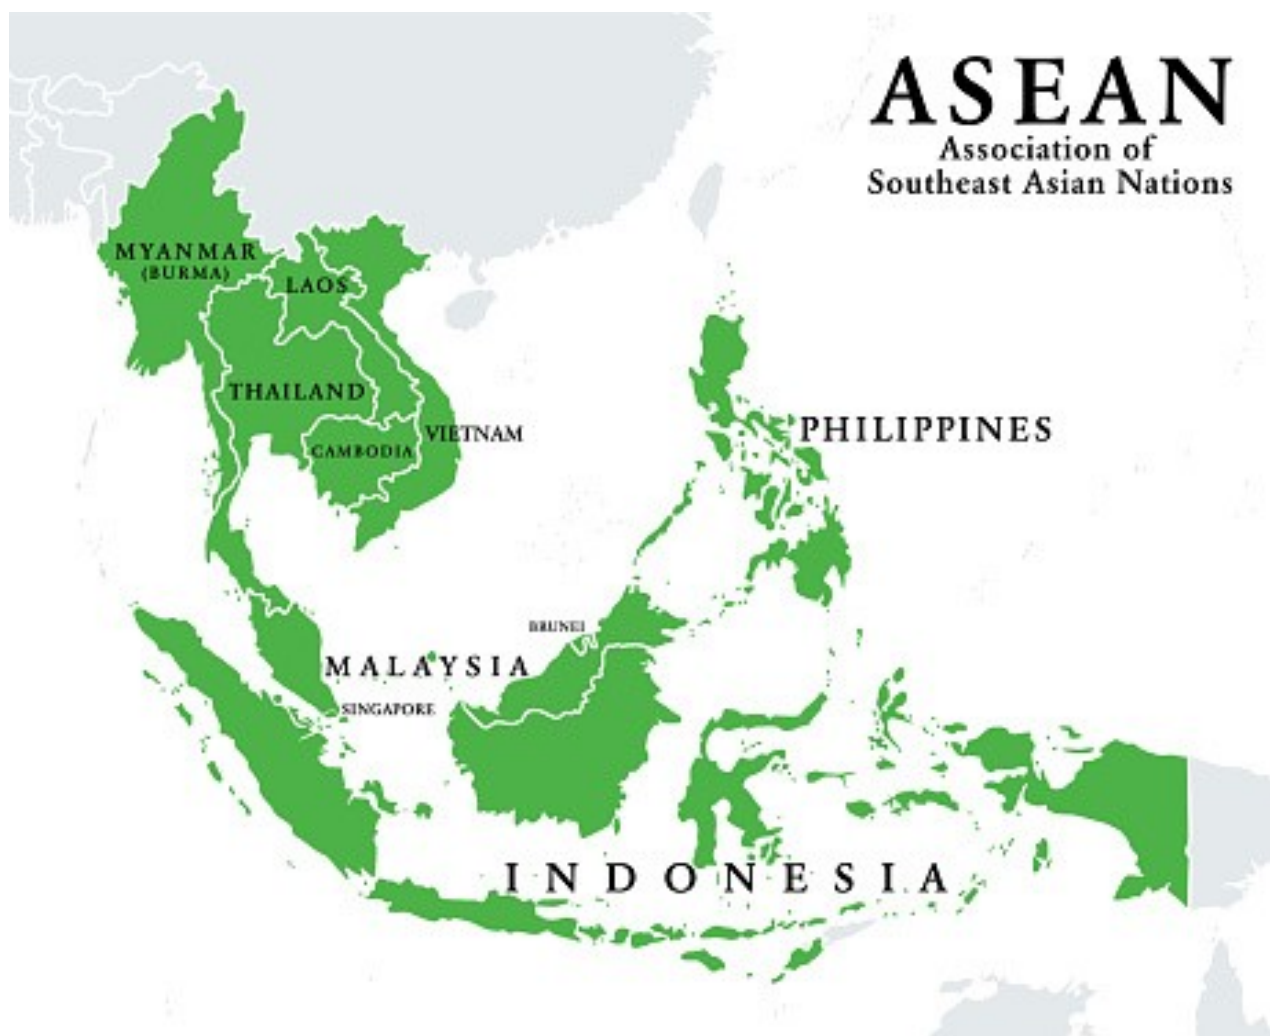 ASEAN
Association of
Southeast Asian Nations
MYANMAR
(BURMA)
LAOS
THAILAND
CAMBODIA
VIETNAM
PHILIPPINES
BRUNEI
MALAYSIA
SINGAPORE
INDONESIA